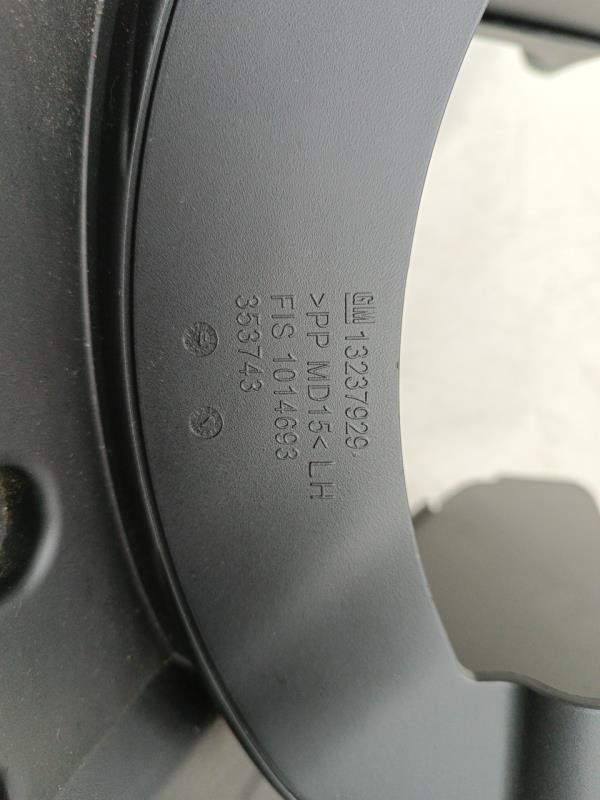 GM 13237929
>PP MD15< LH
FIS 1014693
353743